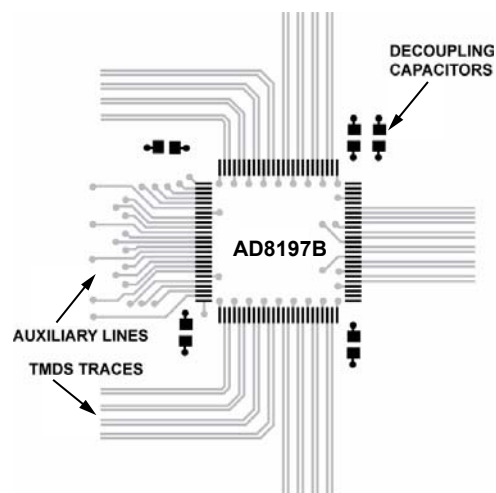 DECOUPLING
CAPACITORS
AD8197B
AUXILIARY LINES
TMDS TRACES